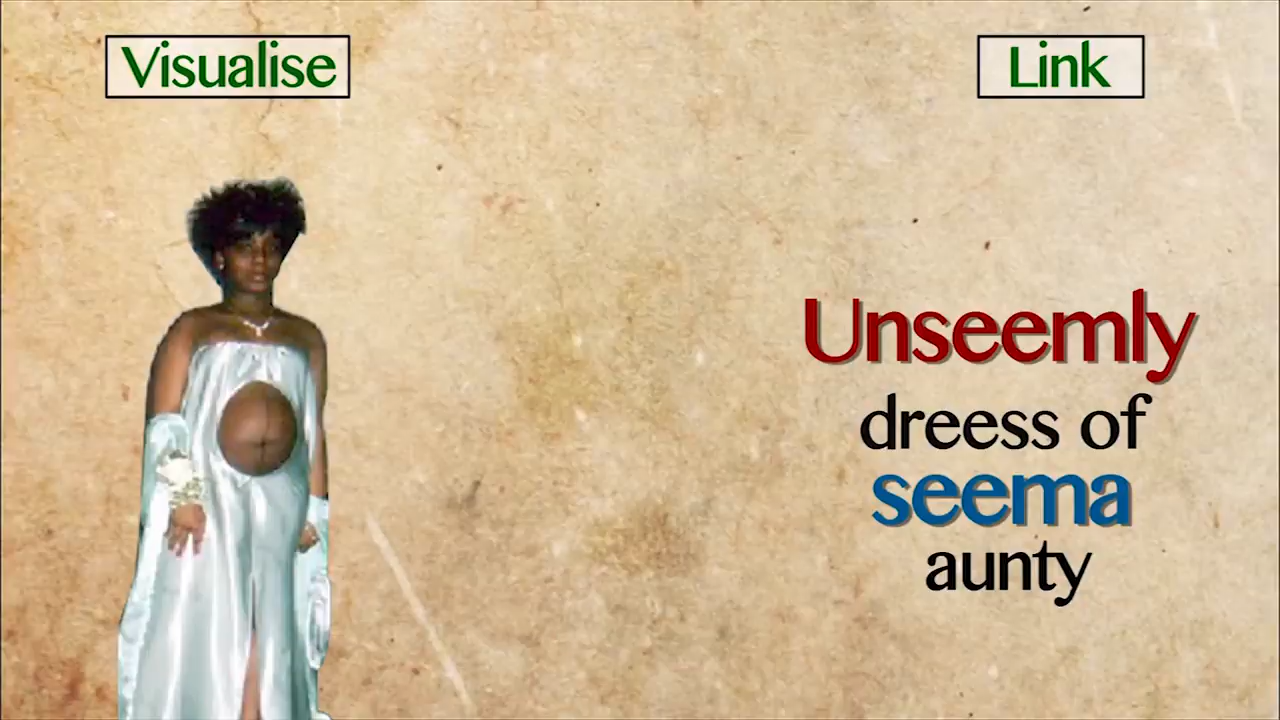 Visualise
Link
Unseemly
dreess of
seema
aunty